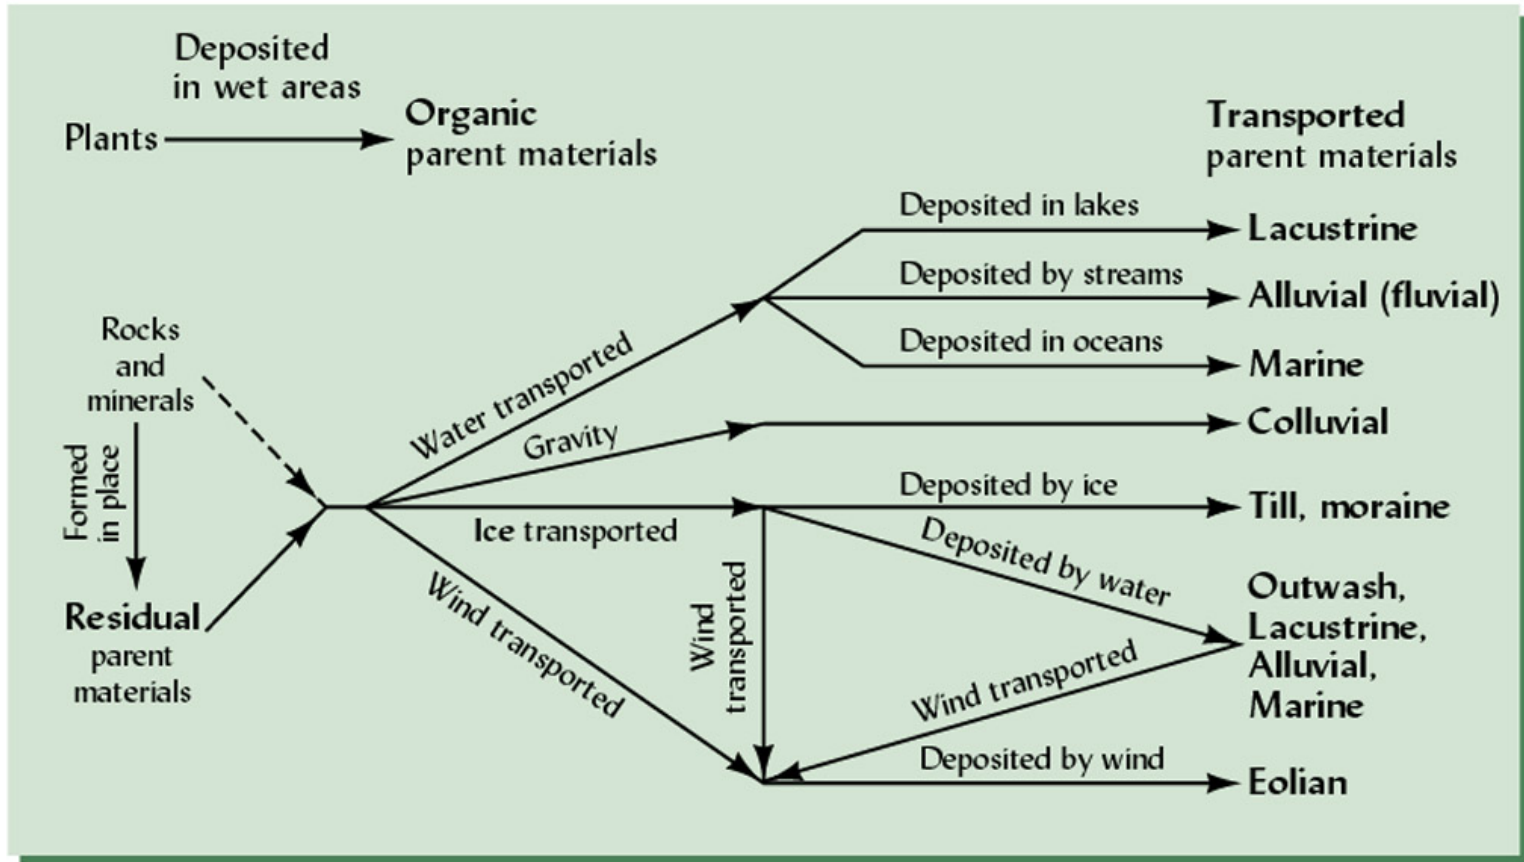 Deposited
in wet areas
Plants
Organic
parent materials
Transported
parent materials
Deposited in lakes
Lacustrine
Deposited by streams
Alluvial (fluvial)
Deposited in oceans
Marine
Rocks
and
minerals
Formed
in place
Residual
parent
materials
Water transported
Gravity
Colluvial
Ice transported
Deposited by ice
Till, moraine
Wind transported
Wind
transported
Deposited by water
Outwash,
Lacustrine,
Alluvial,
Marine
Wind transported
Deposited by wind
Eolian